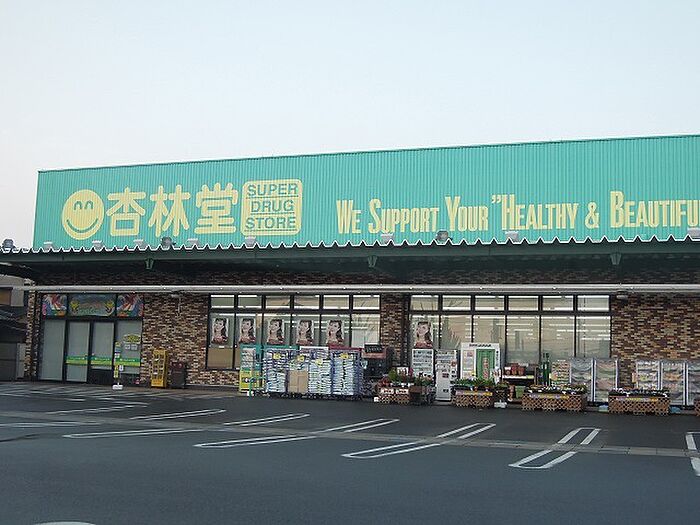 杏林堂
SUPER
DRUG
STORE
WE SUPPORT YOUR "HEALTHY & BEAUTIFU